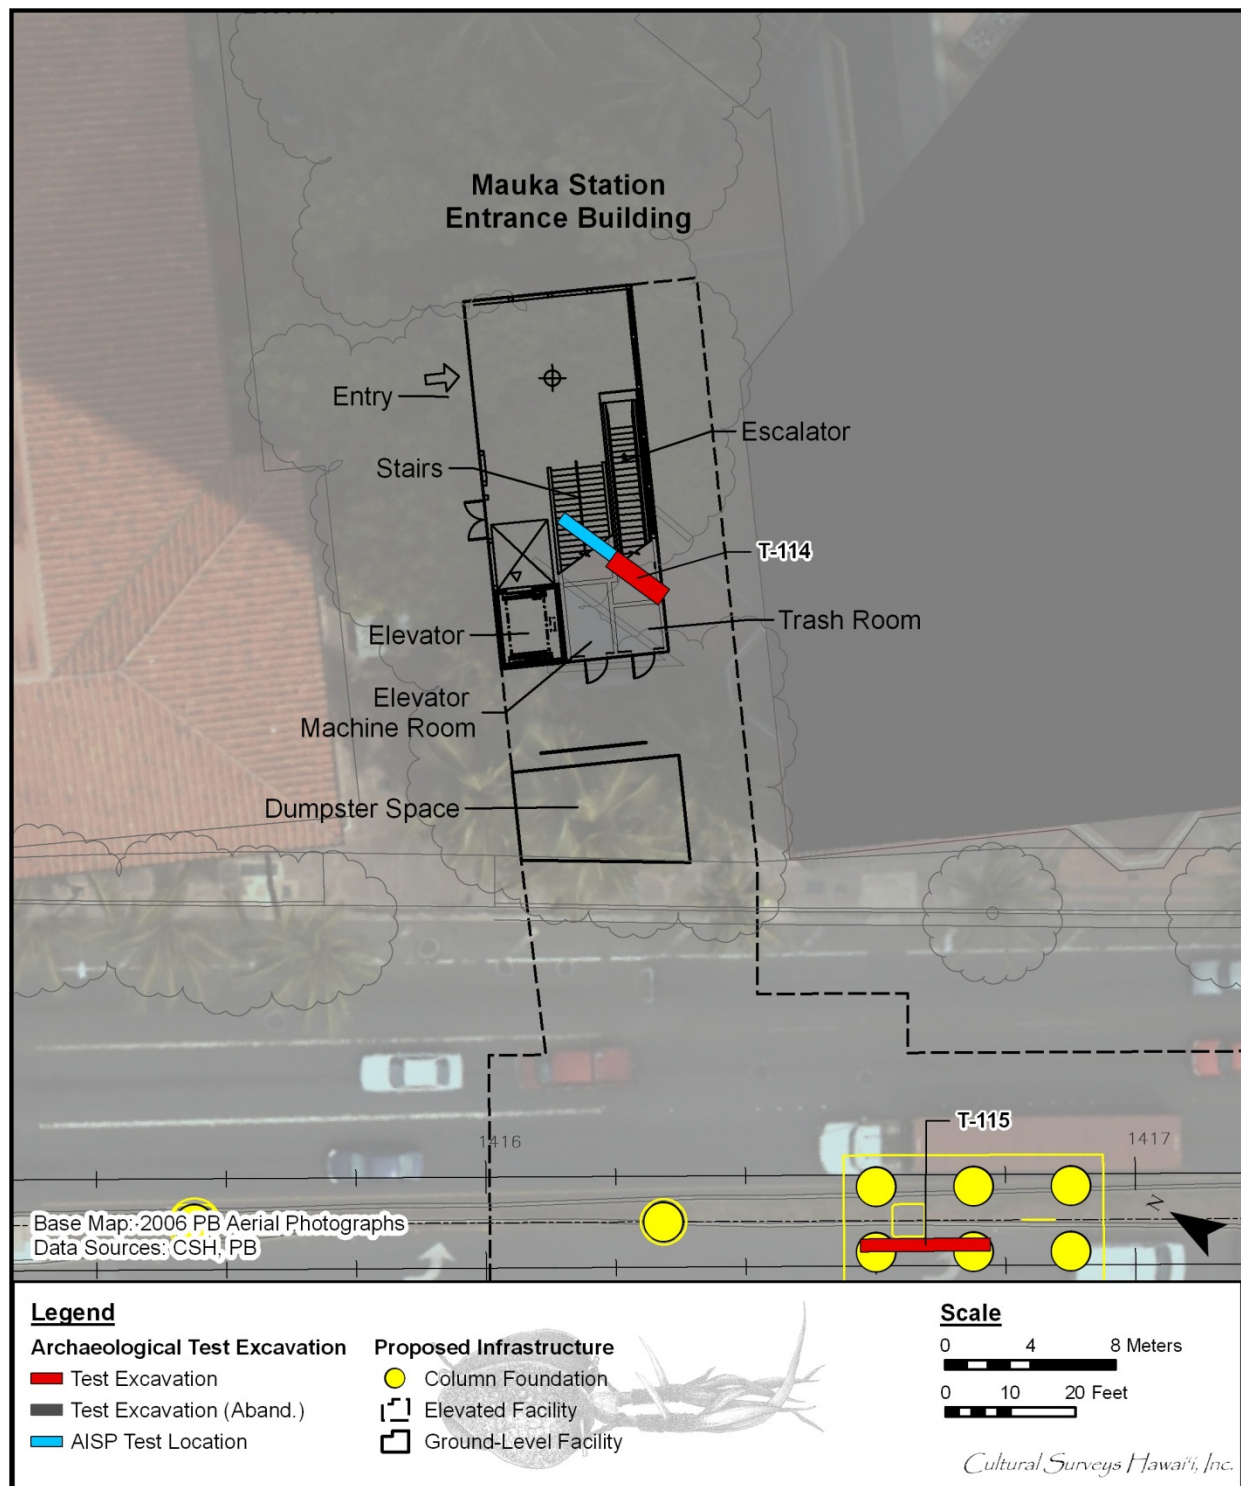 Mauka Station
Entrance Building
Entry
Escalator
Stairs
T-114
Trash Room
Elevator
Elevator
Machine Room
Dumpster Space
T-115
1416
1417
N
Base Map: 2006 PB Aerial Photographs
Data Sources: CSH, PB
Legend
Archaeological Test Excavation
Test Excavation
Test Excavation (Aband.)
AISP Test Location
Proposed Infrastructure
Column Foundation
Elevated Facility
Ground-Level Facility
Scale
0 4 8 Meters
0 10 20 Feet
Cultural Surveys Hawai'i, Inc.